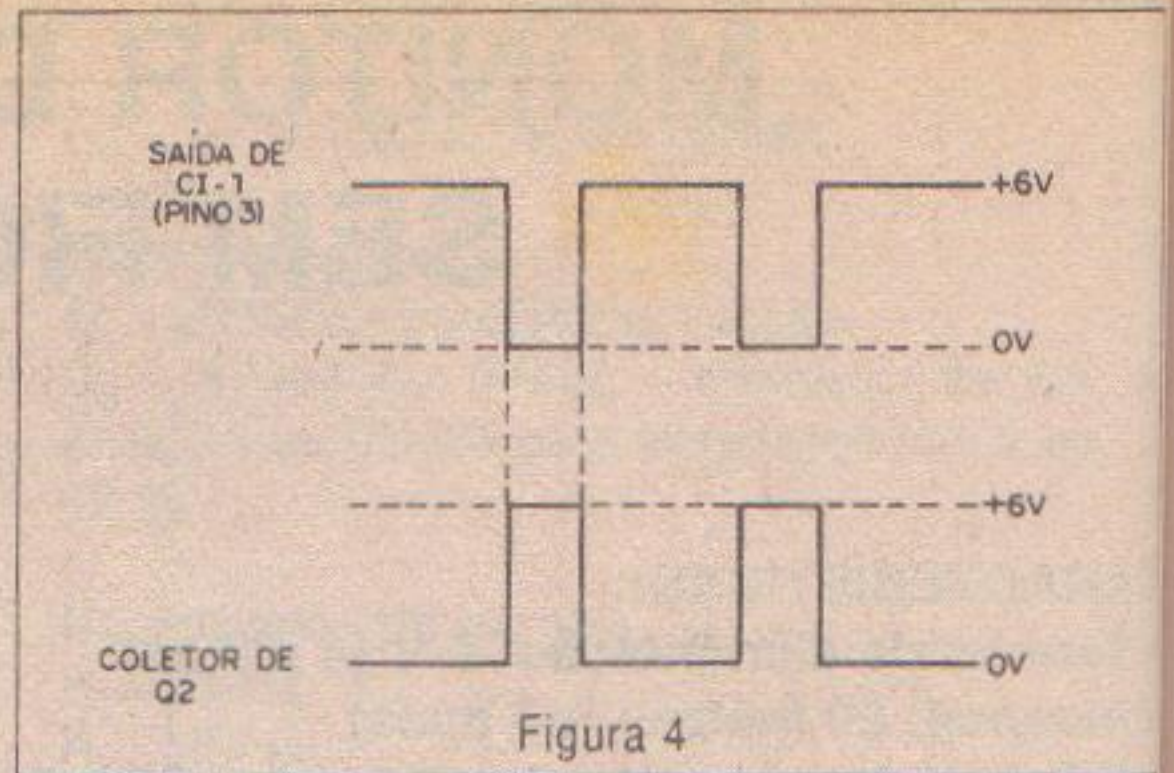 SAÍDA DE
CI-1
(PINO 3)
+6V
0V
+6V
COLETOR DE
Q2
0V
Figura 4